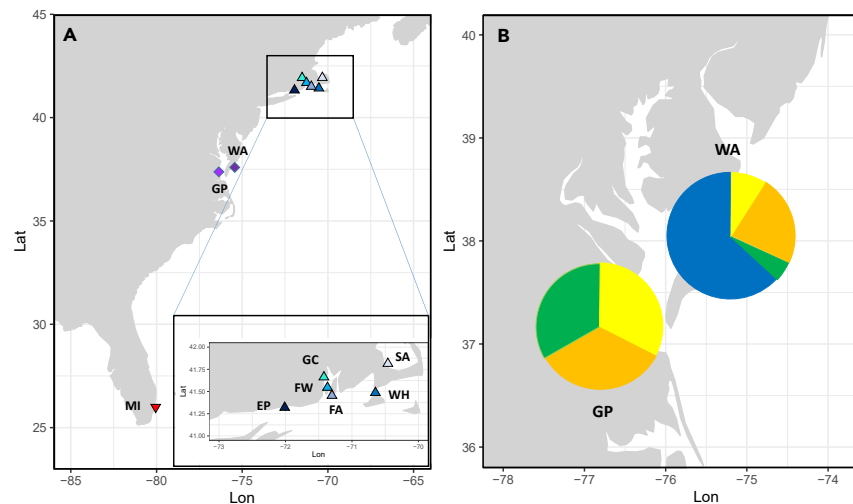 A
45
40
35
30
25
Lat
WA
GP
MI
42.00
41.75
41.50
41.25
41.00
Lat
GC
SA
FW
EP
FA
WH
−73
−72
−71
−70
Lon
−85
−80
−75
−70
−65
Lon
B
40
39
38
37
36
Lat
WA
GP
−78
−77
−76
−75
−74
Lon